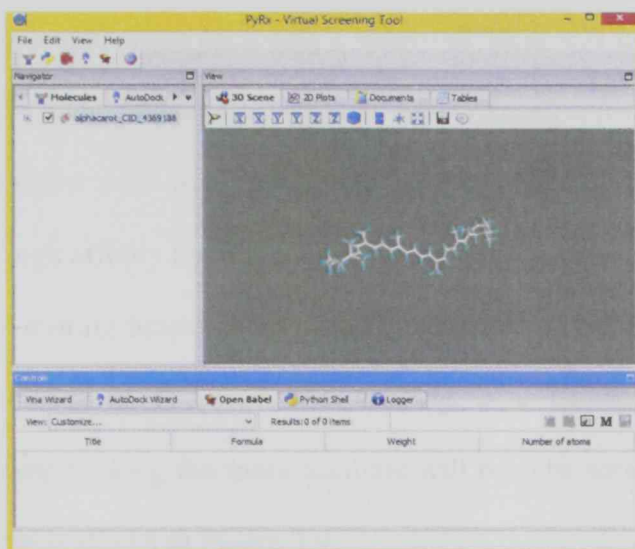 PyRx - Virtual Screening Tool
File Edit View Help
Navigator
View
Molecules AutoDock
3D Scene 2D Plots Documents Tables
alphacarot_CID_4369188
Controls
Vina Wizard AutoDock Wizard Open Babel Python Shell Logger
View: Customize... Results: 0 of 0 items
M
Title Formula Weight Number of atoms